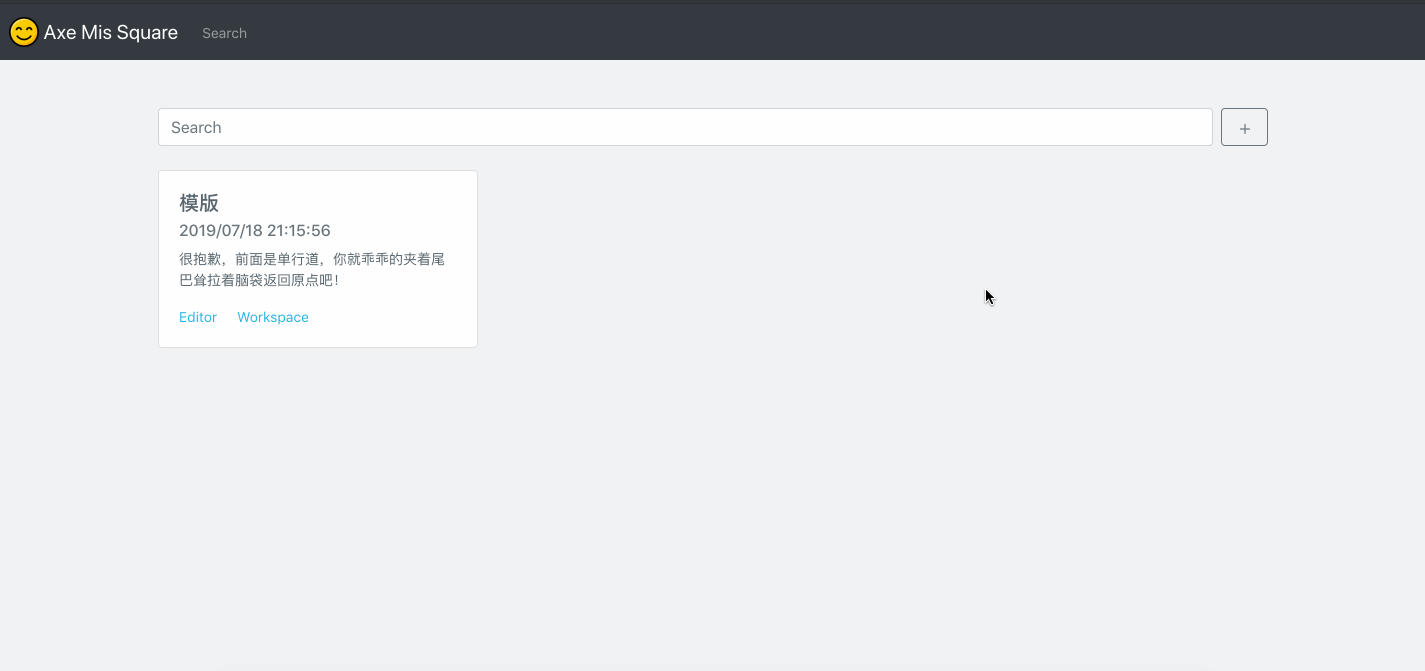 Axe Mis Square Search
Search +
模版
2019/07/18 21:15:56
很抱歉，前面是单行道，你就乖乖的夹着尾
巴耸拉着脑袋返回原点吧！
Editor Workspace